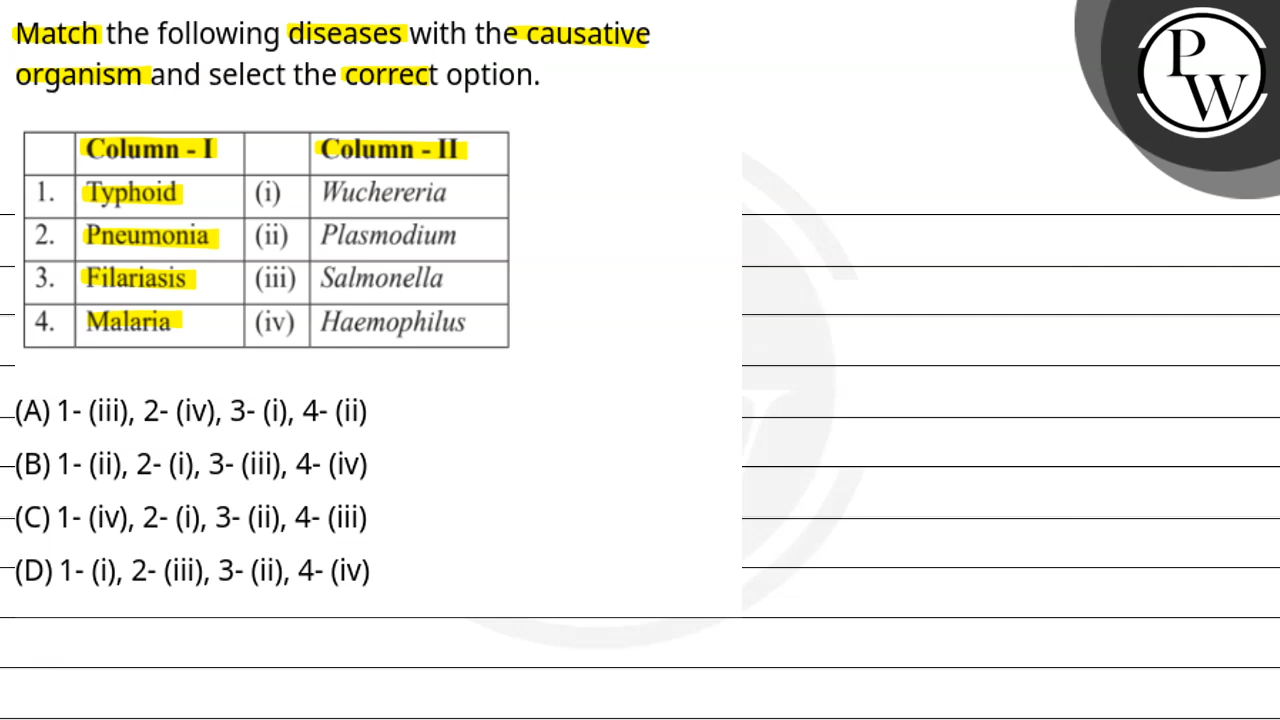 Match the following diseases with the causative
organism and select the correct option.
Column - I Column - II
1. Typhoid (i) Wuchereria
2. Pneumonia (ii) Plasmodium
3. Filariasis (iii) Salmonella
4. Malaria (iv) Haemophilus
(A) 1- (iii), 2- (iv), 3- (i), 4- (ii)
(B) 1- (ii), 2- (i), 3- (iii), 4- (iv)
(C) 1- (iv), 2- (i), 3- (ii), 4- (iii)
(D) 1- (i), 2- (iii), 3- (ii), 4- (iv)
P
W